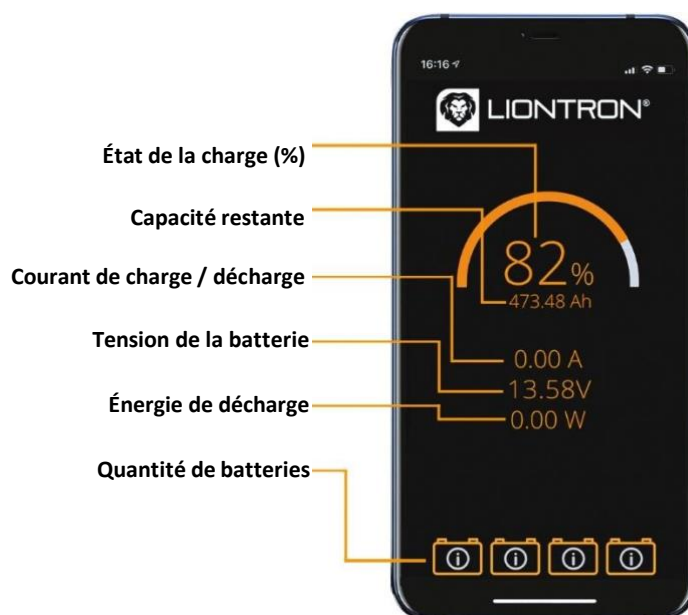 16:16
LIONTRON®
État de la charge (%)
Capacité restante
82%
Courant de charge / décharge
473.48 Ah
Tension de la batterie
0.00 A
13.58V
Énergie de décharge
0.00 W
Quantité de batteries
i i i i